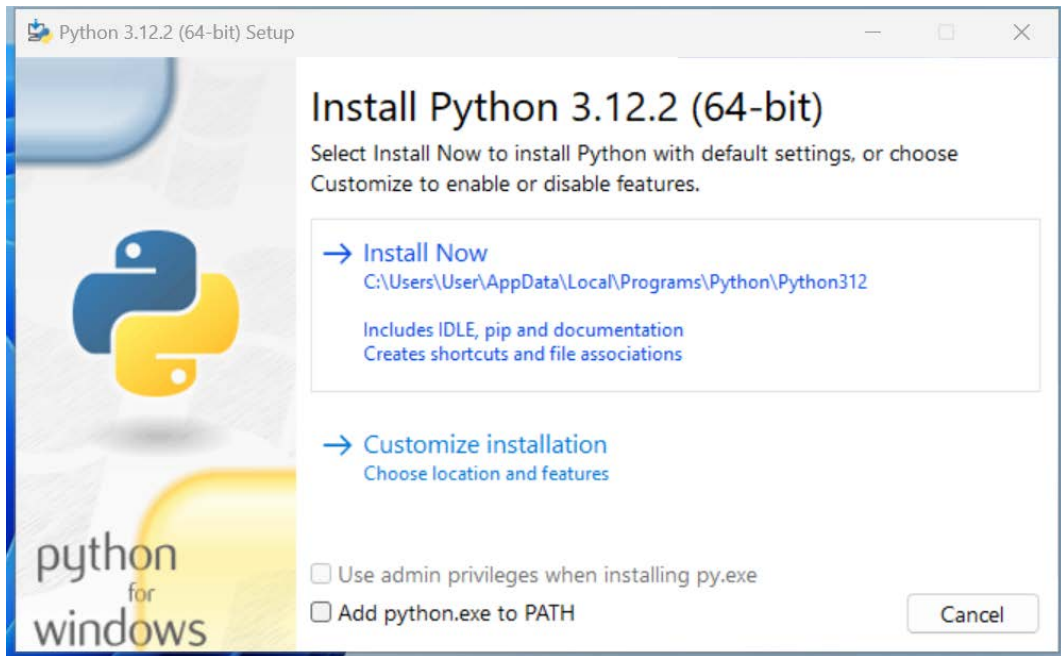 Python 3.12.2 (64-bit) Setup
Install Python 3.12.2 (64-bit)
Select Install Now to install Python with default settings, or choose
Customize to enable or disable features.
Install Now
C:\Users\User\AppData\Local\Programs\Python\Python312
Includes IDLE, pip and documentation
Creates shortcuts and file associations
Customize installation
Choose location and features
python
for
windows
Use admin privileges when installing py.exe
Add python.exe to PATH
Cancel